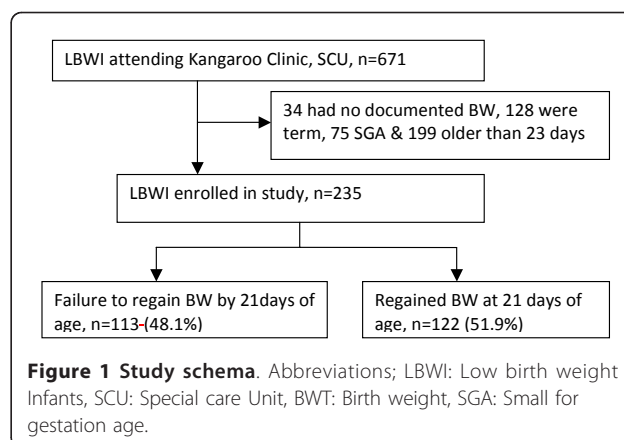 LBWI attending Kangaroo Clinic, SCU, n=671
34 had no documented BW, 128 were
term, 75 SGA & 199 older than 23 days
LBWI enrolled in study, n=235
Failure to regain BW by 21days of
age, n=113-(48.1%)
Regained BW at 21 days of
age, n=122 (51.9%)
Figure 1 Study schema. Abbreviations; LBWI: Low birth weight
Infants, SCU: Special care Unit, BWT: Birth weight, SGA: Small for
gestation age.